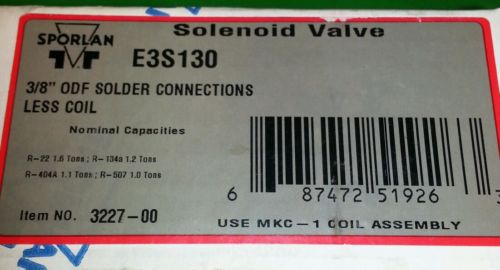 Solenoid Valve
SPORLAN
E3S130
3/8" ODF SOLDER CONNECTIONS
LESS COIL
Nominal Capacities
R-22 1.6 Tons ; R-134a 1.2 Tons
R-404A 1.1 Tons ; R-507 1.0 Tons
6 87472 51926 3
Item NO. 3227-00
USE MKC-1 COIL ASSEMBLY